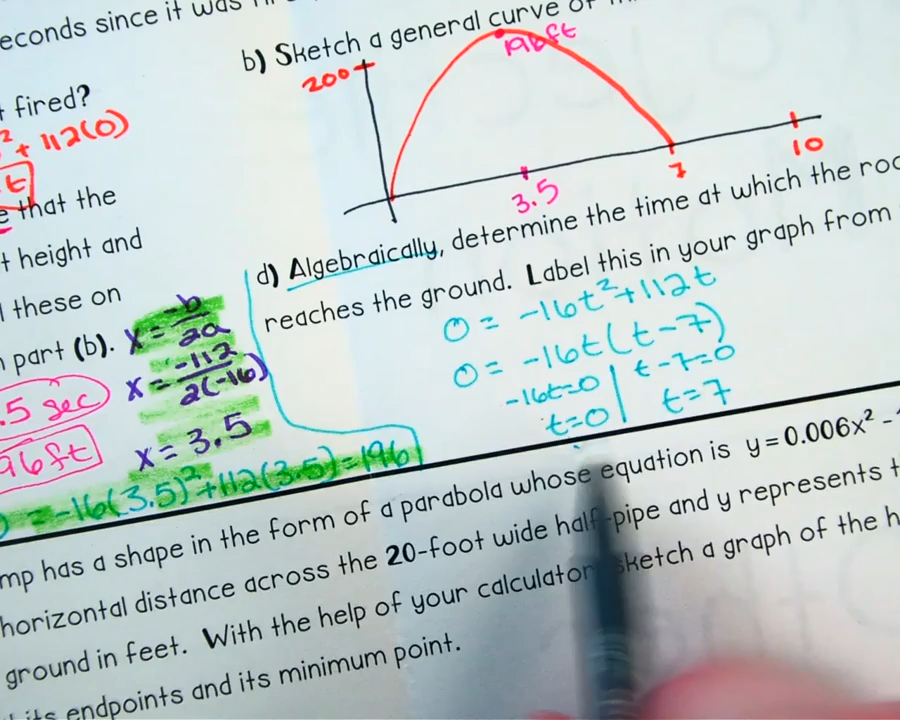 econds since it was
b) Sketch a general curve of
200
196ft
fired?
² + 112(0)
3.5
7
10
that the
t height and
d) Algebraically, determine the time at which the roc
these on
reaches the ground. Label this in your graph from
part (b).
x = -b/2a
x = -112/2(-16)
x = 3.5
.5 sec
96ft
0 = -16t² + 112t
0 = -16t(t-7)
-16t=0 | t-7=0
t=0 | t=7
= -16(3.5)² + 112(3.5) = 196
mp has a shape in the form of a parabola whose equation is y = 0.006x² -
horizontal distance across the 20-foot wide half-pipe and y represents t
ground in feet. With the help of your calculator sketch a graph of the h
its endpoints and its minimum point.